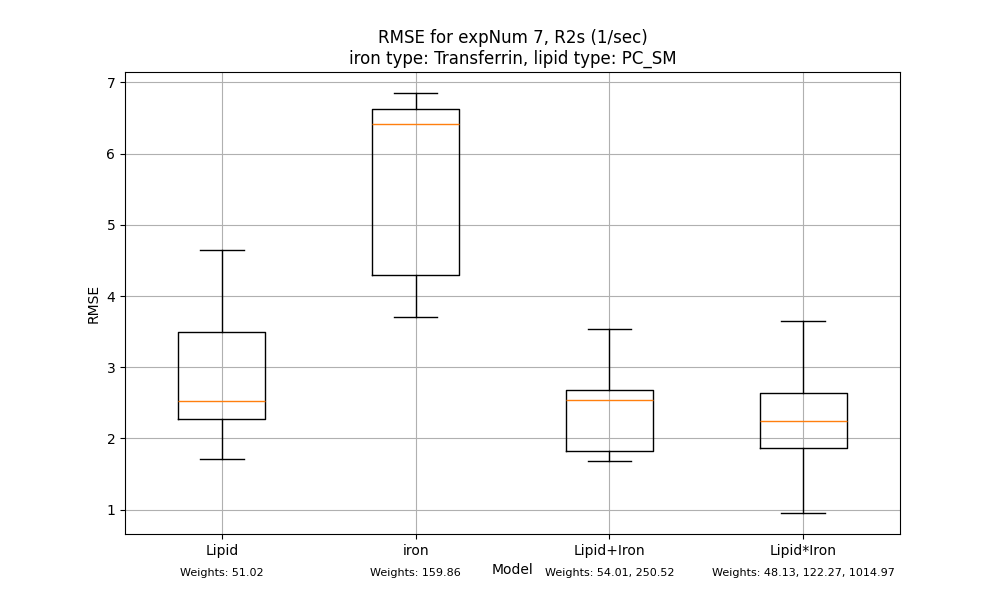 RMSE for expNum 7, R2s (1/sec)
iron type: Transferrin, lipid type: PC_SM
7
6
5
4
3
2
1
RMSE
Lipid
iron
Lipid+Iron
Lipid*Iron
Model
Weights: 51.02
Weights: 159.86
Weights: 54.01, 250.52
Weights: 48.13, 122.27, 1014.97